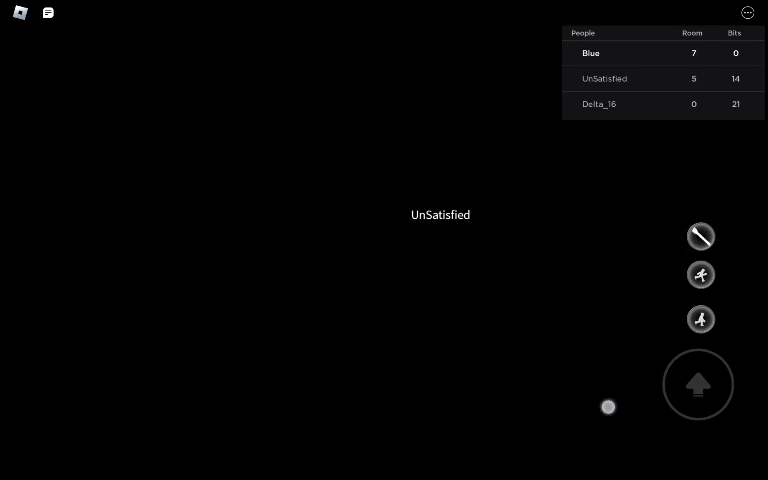 People Room Bits
Blue 7 0
UnSatisfied 5 14
Delta_16 0 21
UnSatisfied